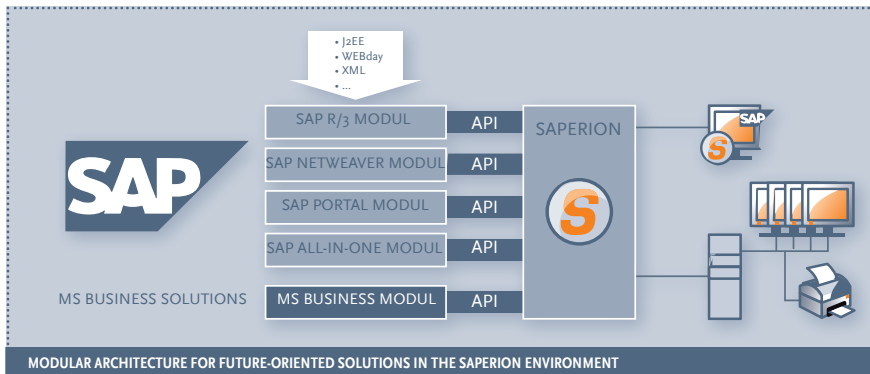 • J2EE
• WEBday
• XML
• ...
SAP R/3 MODUL
API
SAP NETWEAVER MODUL
API
SAP PORTAL MODUL
API
SAP ALL-IN-ONE MODUL
API
MS BUSINESS SOLUTIONS
MS BUSINESS MODUL
API
SAP
SAPERION
S
SAP
S
MODULAR ARCHITECTURE FOR FUTURE-ORIENTED SOLUTIONS IN THE SAPERION ENVIRONMENT